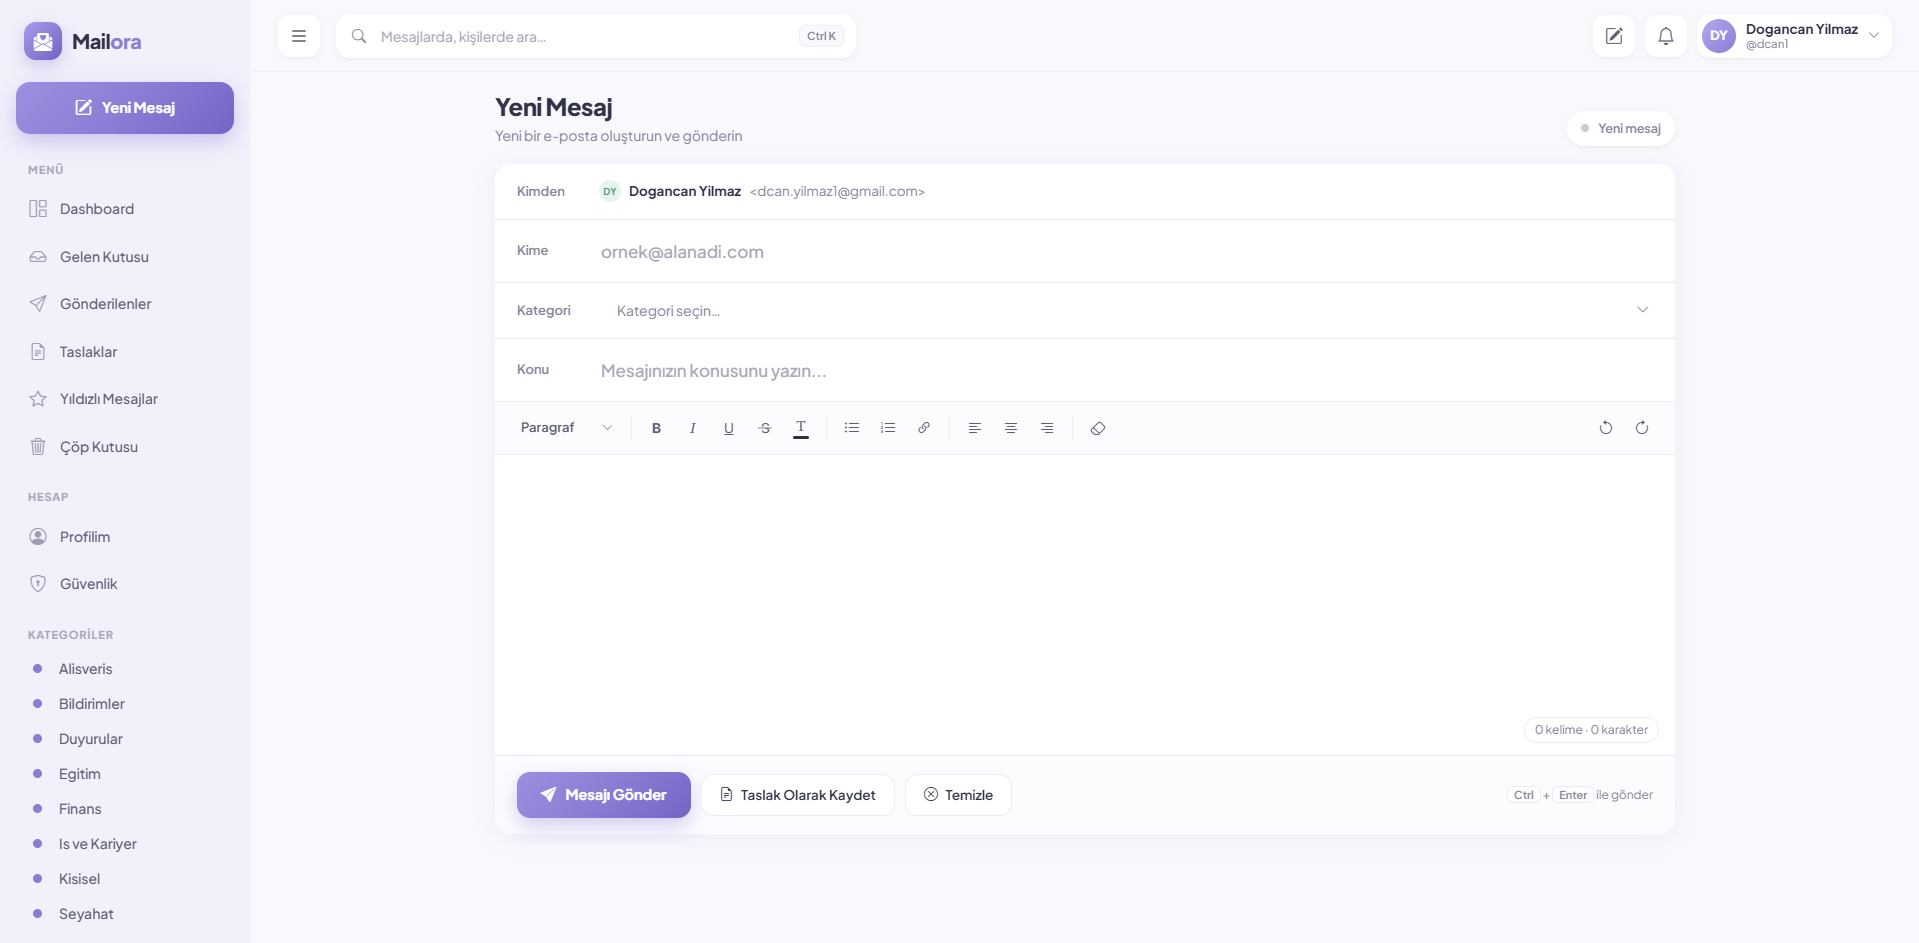 Mailora
Mesajlarda, kişilerde ara...
Ctrl K
DY
Dogancan Yilmaz
@dcan1
Yeni Mesaj
MENÜ
Dashboard
Gelen Kutusu
Gönderilenler
Taslaklar
Yıldızlı Mesajlar
Çöp Kutusu
HESAP
Profilim
Güvenlik
KATEGORİLER
Alisveris
Bildirimler
Duyurular
Egitim
Finans
Is ve Kariyer
Kisisel
Seyahat
Yeni Mesaj
Yeni bir e-posta oluşturun ve gönderin
Yeni mesaj
Kimden DY Dogancan Yilmaz <dcan.yilmaz1@gmail.com>
Kime ornek@alanadi.com
Kategori Kategori seçin...
Konu Mesajınızın konusunu yazın...
Paragraf B I U S T
0 kelime · 0 karakter
Mesajı Gönder Taslak Olarak Kaydet Temizle Ctrl + Enter ile gönder